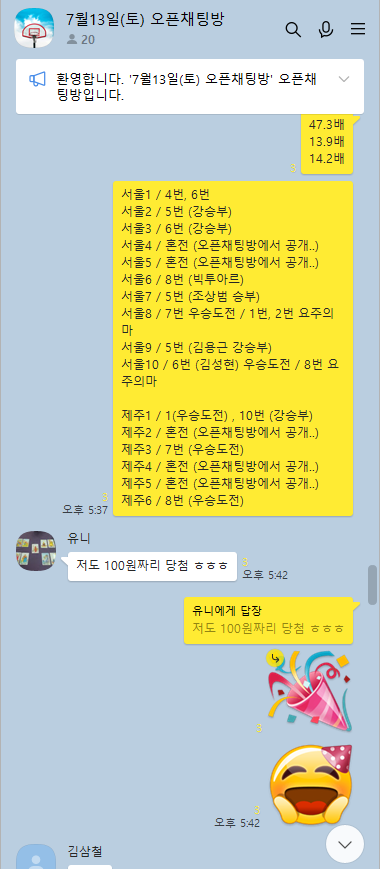 7월13일(토) 오픈채팅방
20
환영합니다. '7월13일(토) 오픈채팅방' 오픈채
팅방입니다.
47.3배
13.9배
14.2배
3
서울1 / 4번, 6번
서울2 / 5번 (강승부)
서울3 / 6번 (강승부)
서울4 / 혼전 (오픈채팅방에서 공개..)
서울5 / 혼전 (오픈채팅방에서 공개..)
서울6 / 8번 (빅투아르)
서울7 / 5번 (조상범 승부)
서울8 / 7번 우승도전 / 1번, 2번 요주의
마
서울9 / 5번 (김용근 강승부)
서울10 / 6번 (김성현) 우승도전 / 8번 요
주의마
제주1 / 1(우승도전) , 10번 (강승부)
제주2 / 혼전 (오픈채팅방에서 공개..)
제주3 / 7번 (우승도전)
제주4 / 혼전 (오픈채팅방에서 공개..)
제주5 / 혼전 (오픈채팅방에서 공개..)
제주6 / 8번 (우승도전)
3
오후 5:37
유니
저도 100원짜리 당첨 ㅎㅎㅎ
3
오후 5:42
유니에게 답장
저도 100원짜리 당첨 ㅎㅎㅎ
3
3
오후 5:42
김삼철